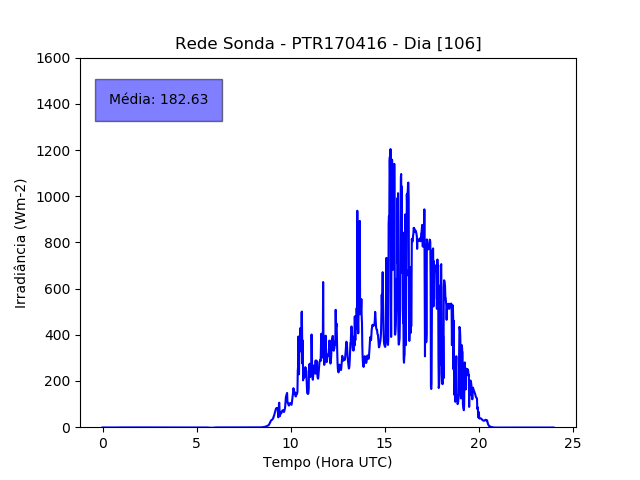 Rede Sonda - PTR170416 - Dia [106]
1600
1400
1200
1000
800
600
400
200
0
Média: 182.63
Irradiância (Wm-2)
0 5 10 15 20 25
Tempo (Hora UTC)